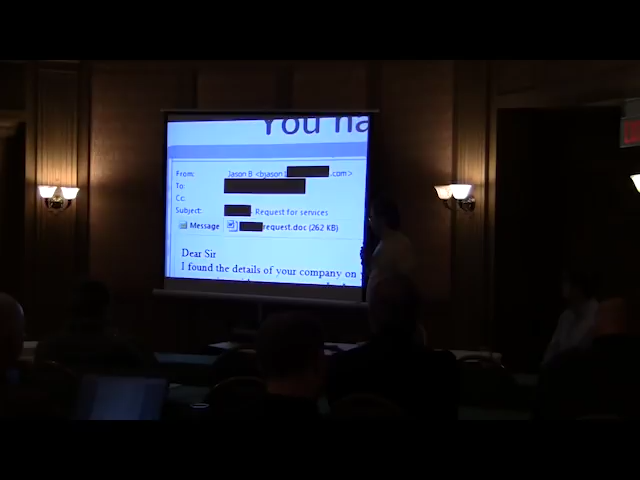 You ha
From: Jason B <bjason .com>
To:
Cc:
Subject: Request for services
Message request.doc (262 KB)
Dear Sir
I found the details of your company on